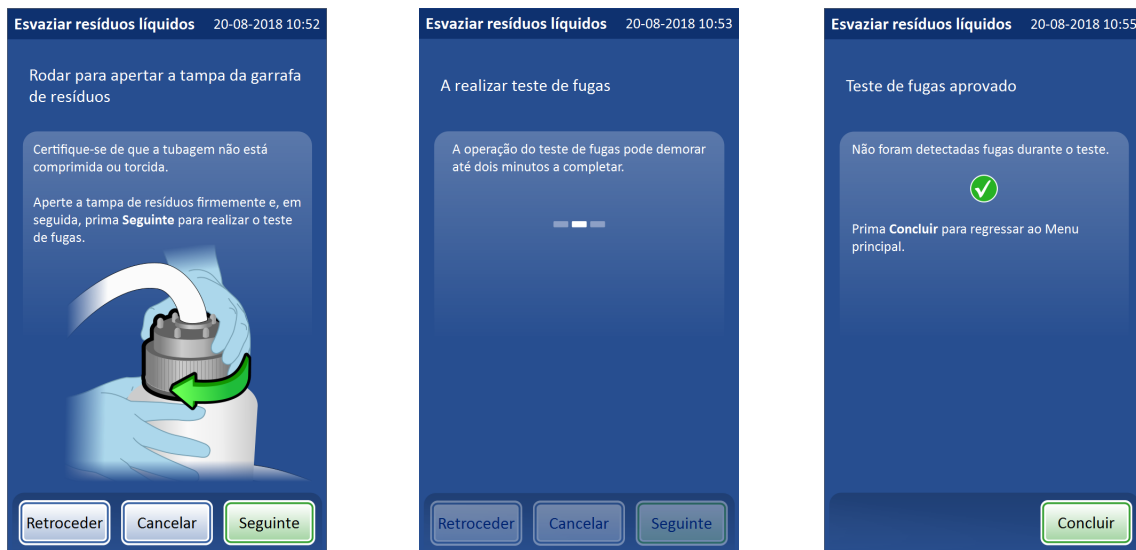 Esvaziar resíduos líquidos 20-08-2018 10:52
Rodar para apertar a tampa da garrafa
de resíduos
Certifique-se de que a tubagem não está
comprimida ou torcida.
Aperte a tampa de resíduos firmemente e, em
seguida, prima Seguinte para realizar o teste
de fugas.
Retroceder Cancelar Seguinte
Esvaziar resíduos líquidos 20-08-2018 10:53
A realizar teste de fugas
A operação do teste de fugas pode demorar
até dois minutos a completar.
Retroceder Cancelar Seguinte
Esvaziar resíduos líquidos 20-08-2018 10:55
Teste de fugas aprovado
Não foram detectadas fugas durante o teste.
Prima Concluir para regressar ao Menu
principal.
Concluir